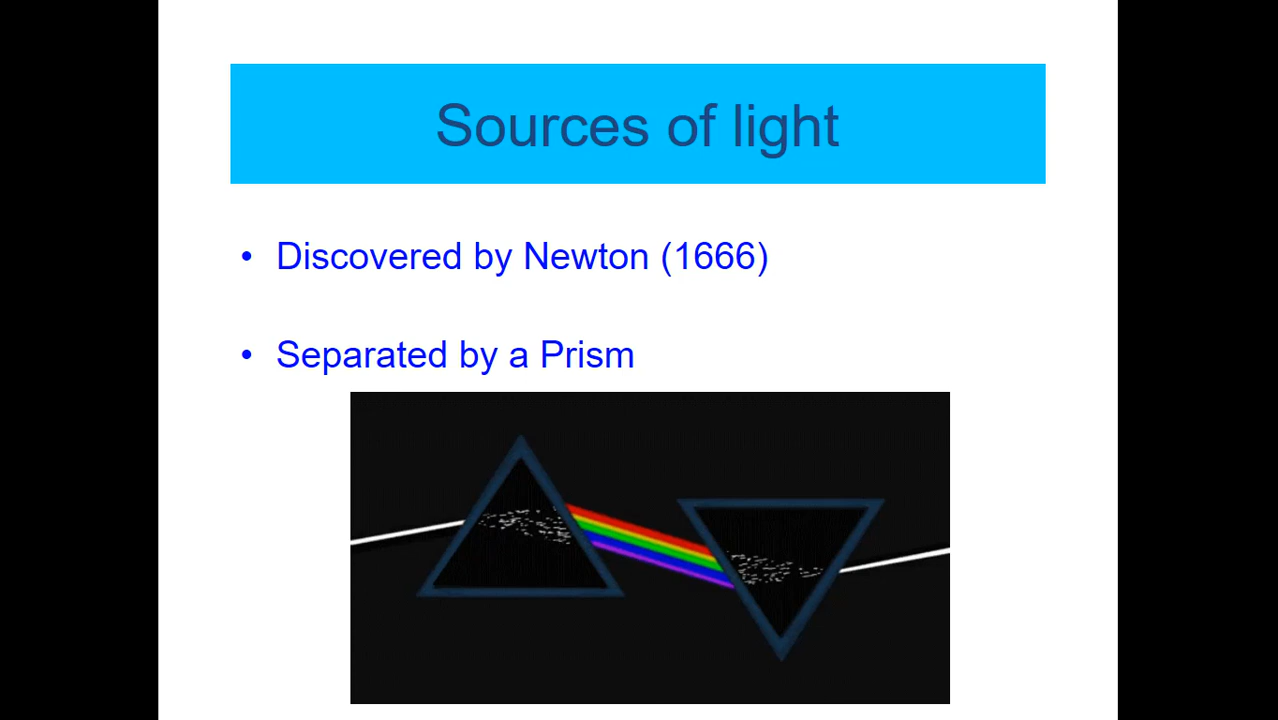 Sources of light
• Discovered by Newton (1666)
• Separated by a Prism